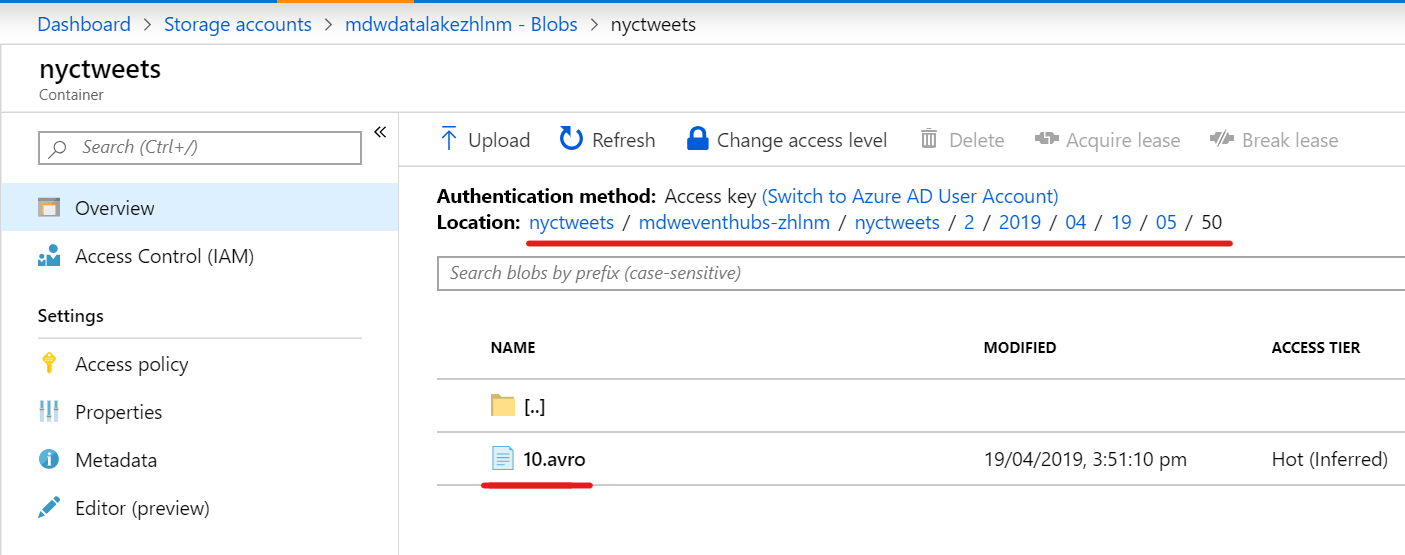 Dashboard > Storage accounts > mdwdatalakezhlnm - Blobs > nyctweets
nyctweets
Container
Search (Ctrl+/)
«
Overview
Access Control (IAM)
Settings
Access policy
Properties
Metadata
Editor (preview)
Upload Refresh Change access level Delete Acquire lease Break lease
Authentication method: Access key (Switch to Azure AD User Account)
Location: nyctweets / mdweventhubs-zhlnm / nyctweets / 2 / 2019 / 04 / 19 / 05 / 50
Search blobs by prefix (case-sensitive)
NAME MODIFIED ACCESS TIER
[..]
10.avro 19/04/2019, 3:51:10 pm Hot (Inferred)